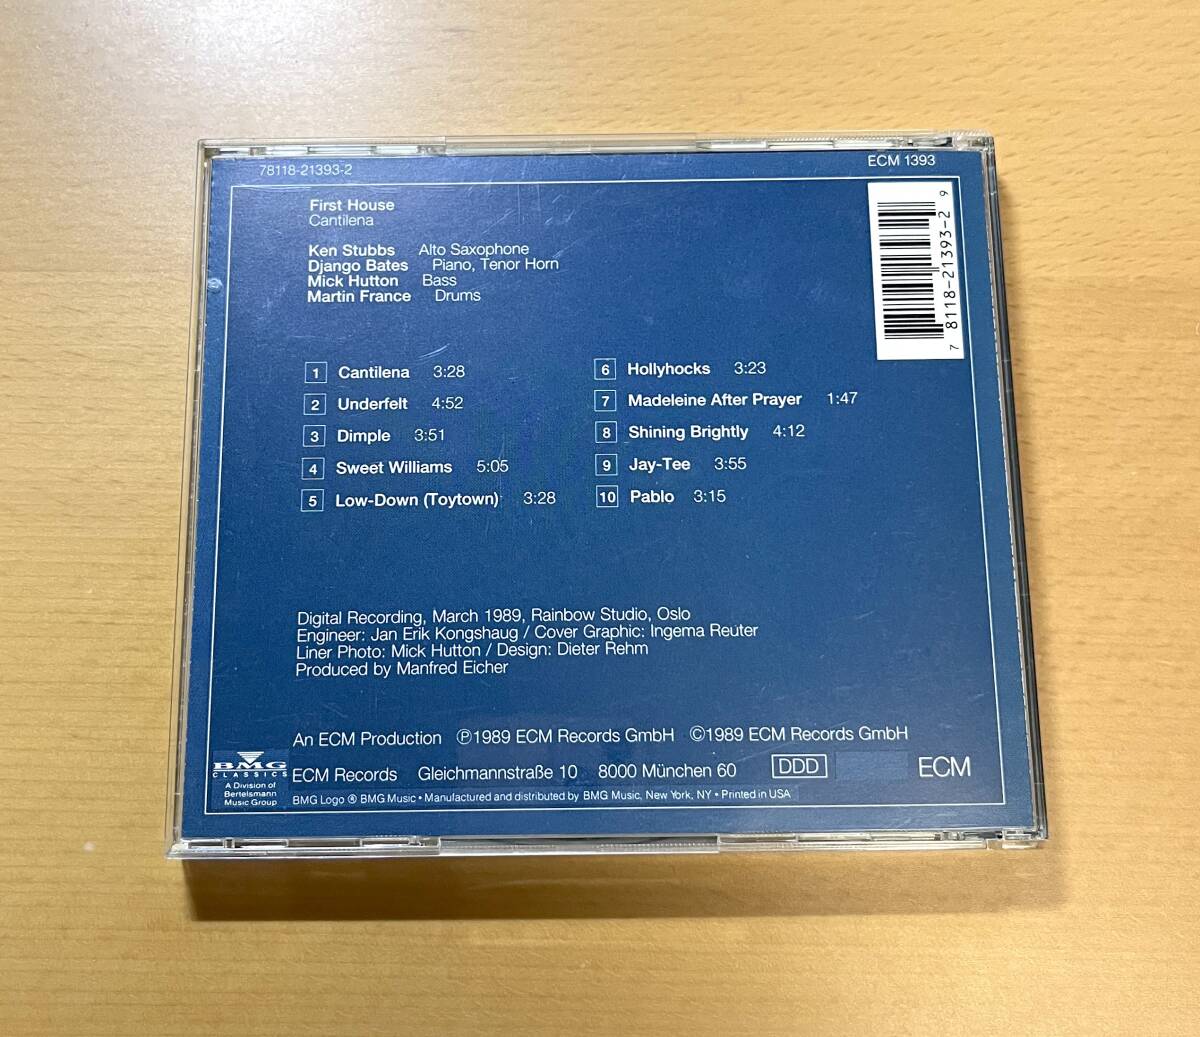 78118-21393-2
ECM 1393
First House
Cantilena
Ken Stubbs Alto Saxophone
Django Bates Piano, Tenor Horn
Mick Hutton Bass
Martin France Drums
7 8118-21393-2 9
1 Cantilena 3:28
2 Underfelt 4:52
3 Dimple 3:51
4 Sweet Williams 5:05
5 Low-Down (Toytown) 3:28
6 Hollyhocks 3:23
7 Madeleine After Prayer 1:47
8 Shining Brightly 4:12
9 Jay-Tee 3:55
10 Pablo 3:15
Digital Recording, March 1989, Rainbow Studio, Oslo
Engineer: Jan Erik Kongshaug / Cover Graphic: Ingema Reuter
Liner Photo: Mick Hutton / Design: Dieter Rehm
Produced by Manfred Eicher
An ECM Production ℗1989 ECM Records GmbH ©1989 ECM Records GmbH
BMG
CLASSICS
A Division of
Bertelsmann
Music Group
ECM Records Gleichmannstraße 10 8000 München 60 DDD ECM
BMG Logo ® BMG Music • Manufactured and distributed by BMG Music, New York, NY • Printed in USA